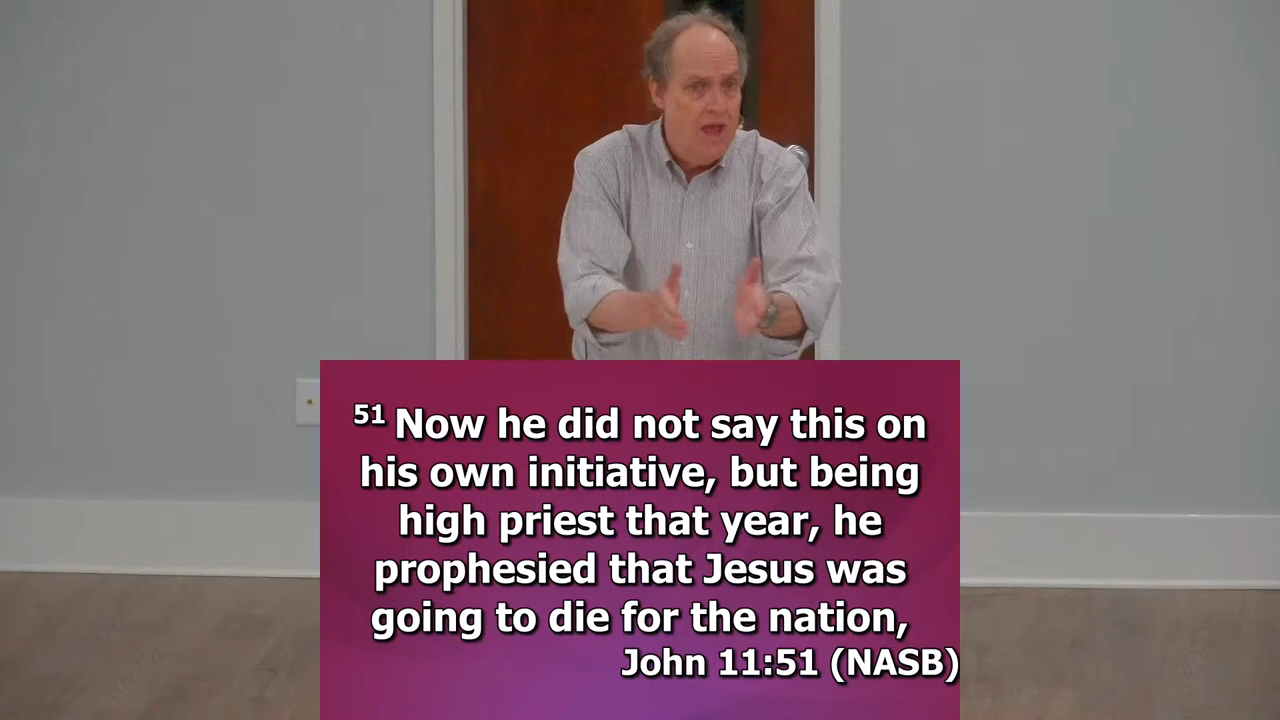 51 Now he did not say this on
his own initiative, but being
high priest that year, he
prophesied that Jesus was
going to die for the nation,
John 11:51 (NASB)